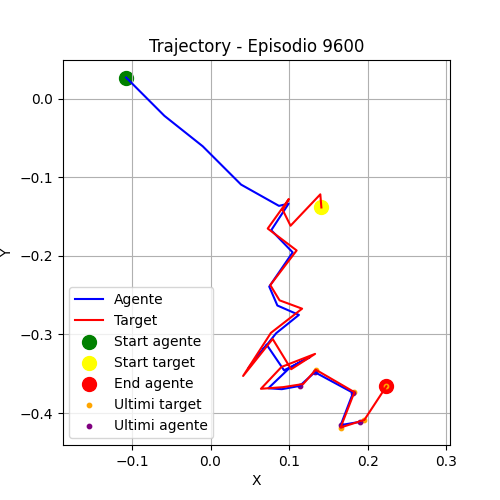 Trajectory - Episodio 9600
Y
0.0
−0.1
−0.2
−0.3
−0.4
Agente
Target
Start agente
Start target
End agente
Ultimi target
Ultimi agente
−0.1
0.0
0.1
0.2
0.3
X